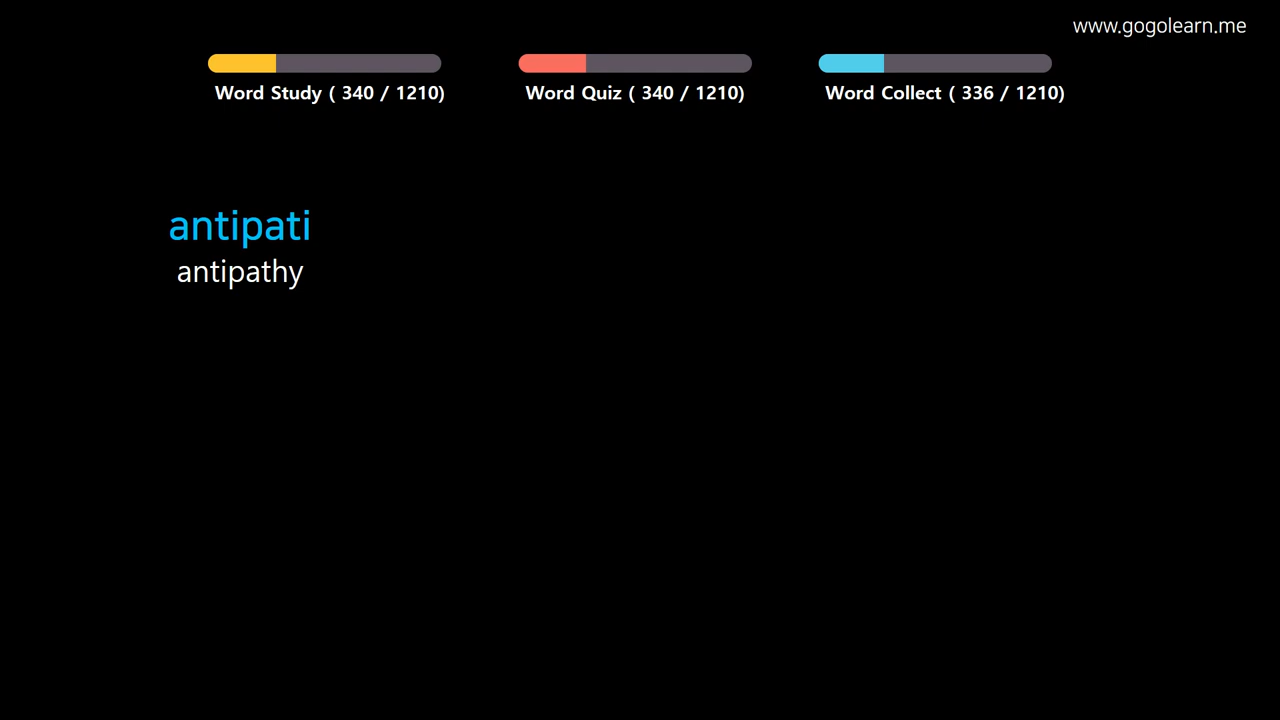 www.gogolearn.me
Word Study ( 340 / 1210)
Word Quiz ( 340 / 1210)
Word Collect ( 336 / 1210)
antipati
antipathy